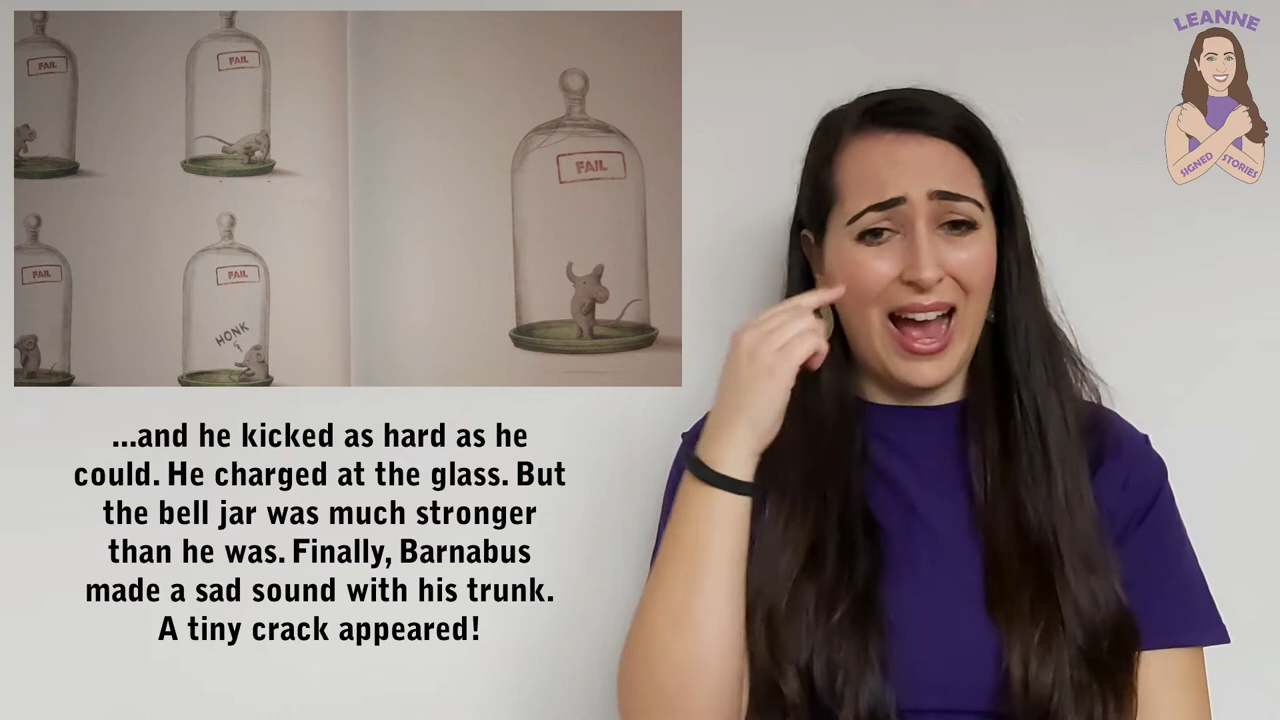 FAIL
FAIL
FAIL
FAIL
FAIL
HONK
...and he kicked as hard as he
could. He charged at the glass. But
the bell jar was much stronger
than he was. Finally, Barnabus
made a sad sound with his trunk.
A tiny crack appeared!
LEANNE
SIGNED STORIES